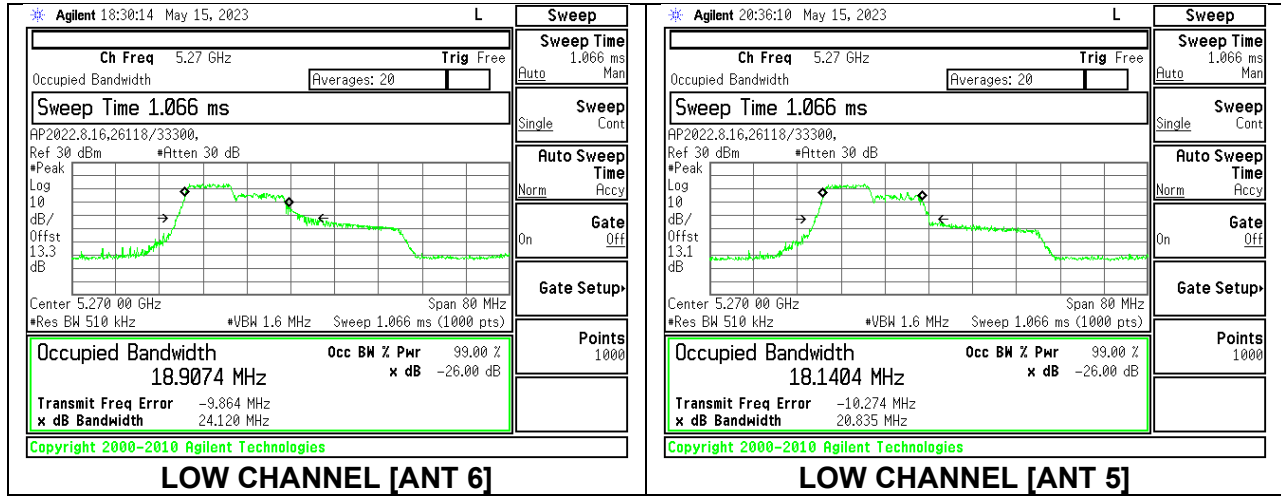 Agilent 18:30:14 May 15, 2023 L
Ch Freq 5.27 GHz Trig Free
Occupied Bandwidth Averages: 20
Sweep Time 1.066 ms
AP2022.8.16,26118/33300,
Ref 30 dBm #Atten 30 dB
#Peak
Log
10
dB/
Offst
13.3
dB
Center 5.270 00 GHz Span 80 MHz
#Res BW 510 kHz #VBW 1.6 MHz Sweep 1.066 ms (1000 pts)
Occupied Bandwidth Occ BW % Pwr 99.00 %
18.9074 MHz x dB -26.00 dB
Transmit Freq Error -9.864 MHz
x dB Bandwidth 24.120 MHz
Copyright 2000-2010 Agilent Technologies
Sweep
Sweep Time
1.066 ms
Auto Man
Sweep
Single Cont
Auto Sweep
Time
Norm Accy
Gate
On Off
Gate Setup
Points
1000
LOW CHANNEL [ANT 6]
Agilent 20:36:10 May 15, 2023 L
Ch Freq 5.27 GHz Trig Free
Occupied Bandwidth Averages: 20
Sweep Time 1.066 ms
AP2022.8.16,26118/33300,
Ref 30 dBm #Atten 30 dB
#Peak
Log
10
dB/
Offst
13.1
dB
Center 5.270 00 GHz Span 80 MHz
#Res BW 510 kHz #VBW 1.6 MHz Sweep 1.066 ms (1000 pts)
Occupied Bandwidth Occ BW % Pwr 99.00 %
18.1404 MHz x dB -26.00 dB
Transmit Freq Error -10.274 MHz
x dB Bandwidth 20.835 MHz
Copyright 2000-2010 Agilent Technologies
Sweep
Sweep Time
1.066 ms
Auto Man
Sweep
Single Cont
Auto Sweep
Time
Norm Accy
Gate
On Off
Gate Setup
Points
1000
LOW CHANNEL [ANT 5]